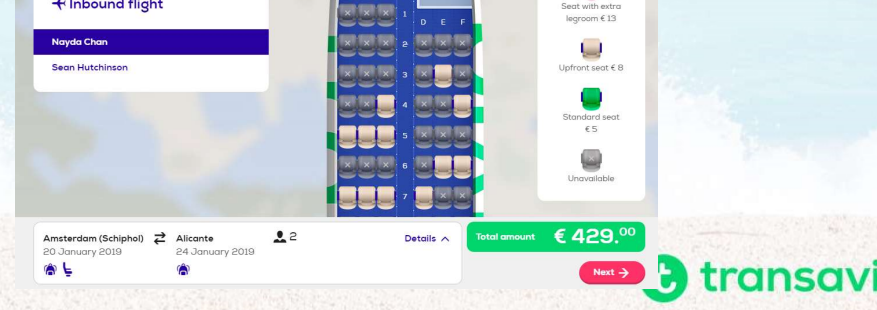 Inbound flight
Nayda Chan
Sean Hutchinson
D E F
1
2
3
4
5
6
7
Seat with extra
legroom € 13
Upfront seat € 8
Standard seat
€ 5
Unavailable
Amsterdam (Schiphol)
20 January 2019
Alicante
24 January 2019
2
Details
Total amount € 429.00
Next
transavi